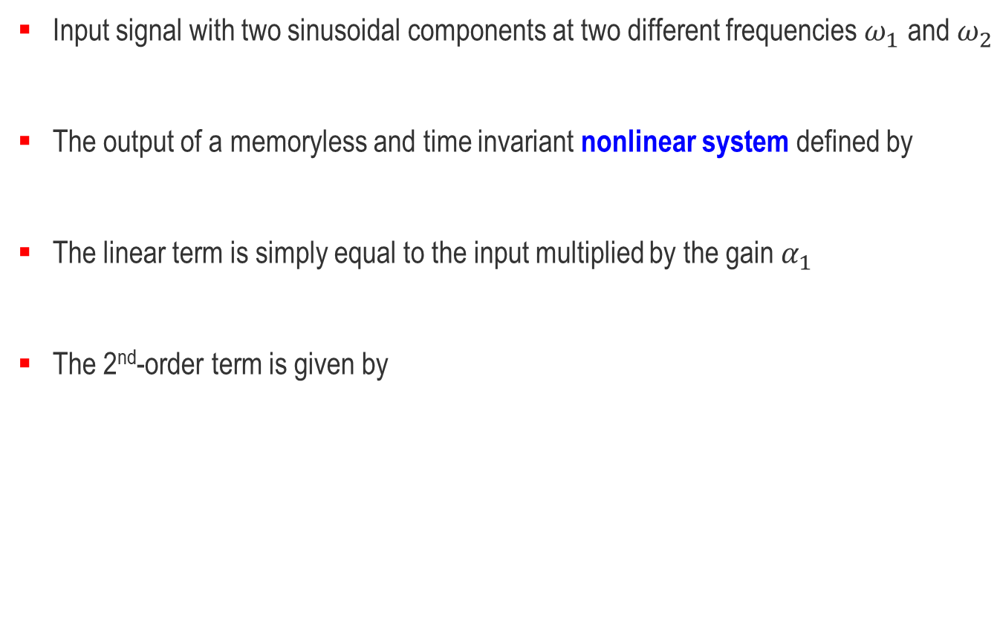 ▪ Input signal with two sinusoidal components at two different frequencies 𝜔₁ and 𝜔₂
▪ The output of a memoryless and time invariant nonlinear system defined by
▪ The linear term is simply equal to the input multiplied by the gain 𝛼₁
▪ The 2ⁿᵈ-order term is given by